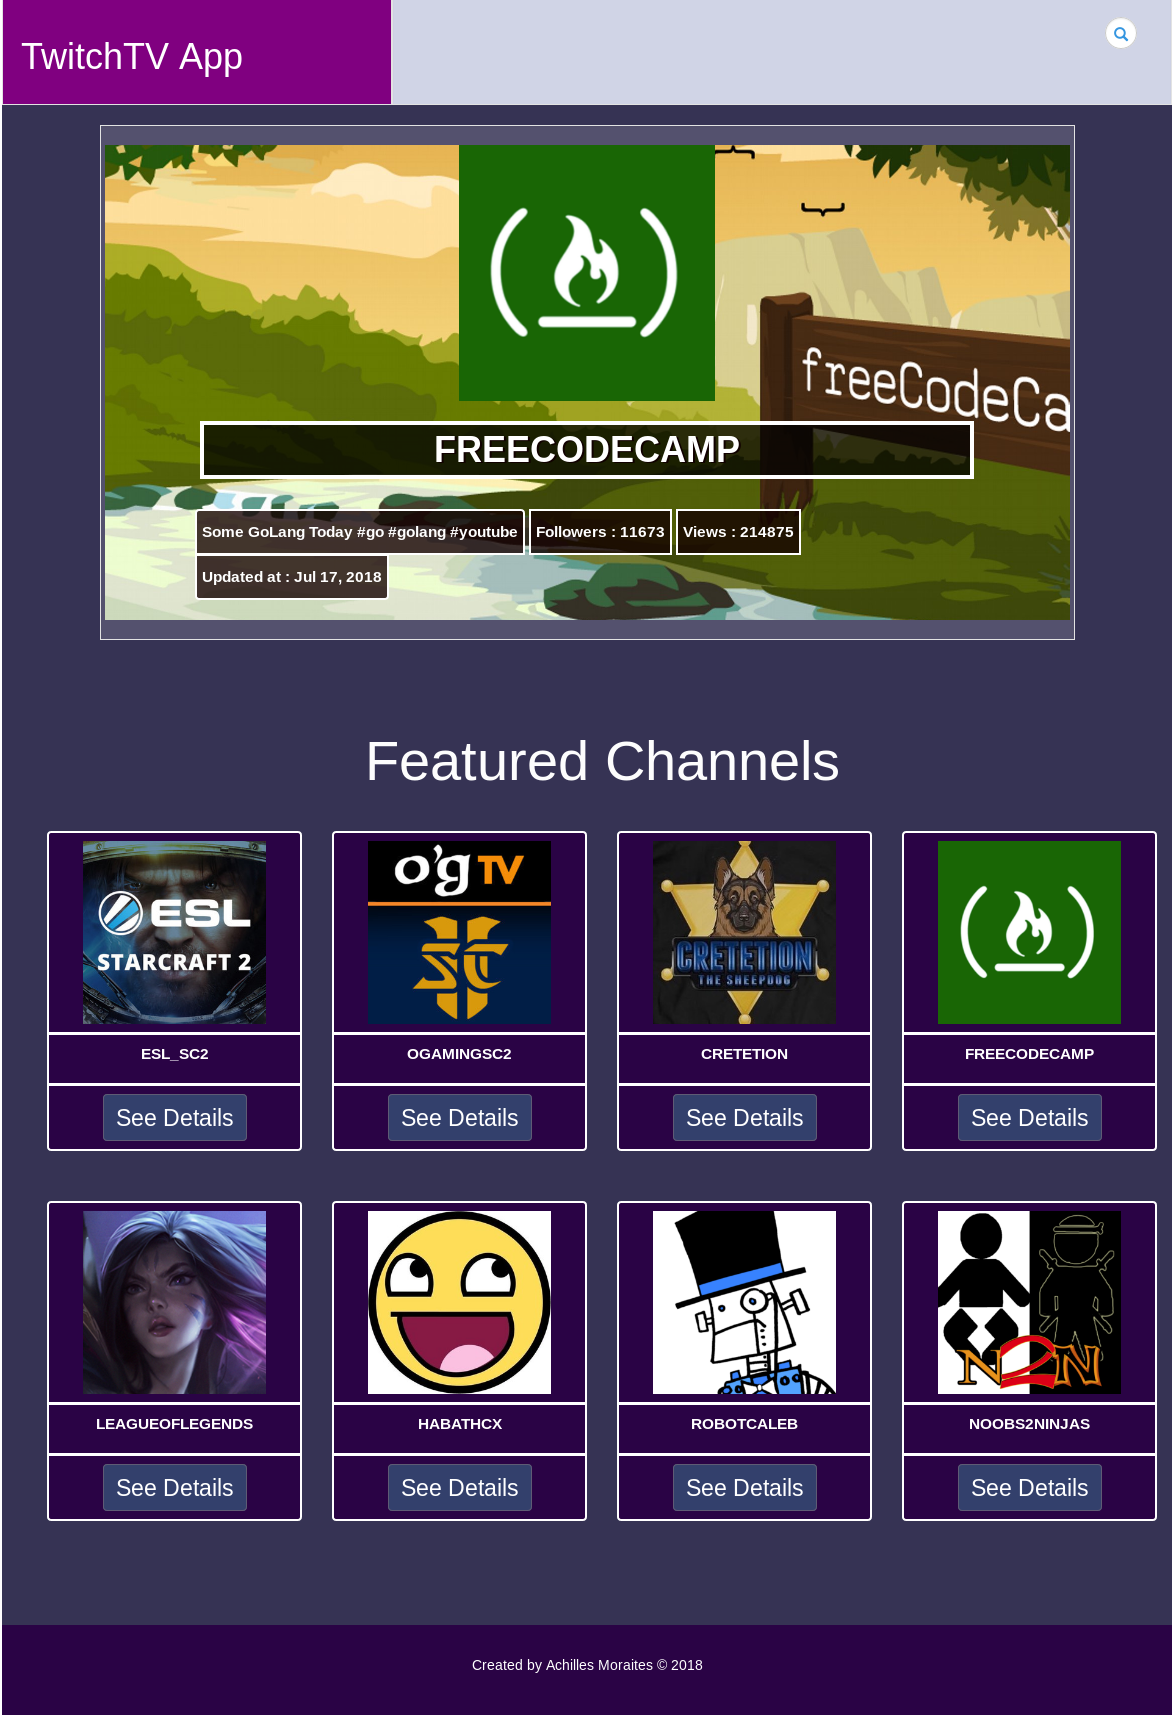 TwitchTV App
freeCodeCa
FREECODECAMP
Some GoLang Today #go #golang #youtube
Followers : 11673
Views : 214875
Updated at : Jul 17, 2018
Featured Channels
ESL
STARCRAFT 2
ESL_SC2
See Details
o'g TV
OGAMINGSC2
See Details
CRETETION
THE SHEEPDOG
CRETETION
See Details
FREECODECAMP
See Details
LEAGUEOFLEGENDS
See Details
HABATHCX
See Details
ROBOTCALEB
See Details
N2N
NOOBS2NINJAS
See Details
Created by Achilles Moraites © 2018